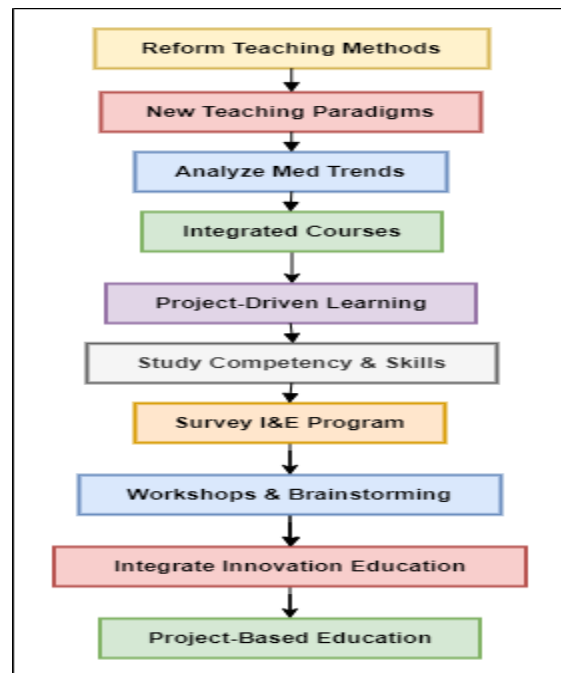 Reform Teaching Methods
New Teaching Paradigms
Analyze Med Trends
Integrated Courses
Project-Driven Learning
Study Competency & Skills
Survey I&E Program
Workshops & Brainstorming
Integrate Innovation Education
Project-Based Education